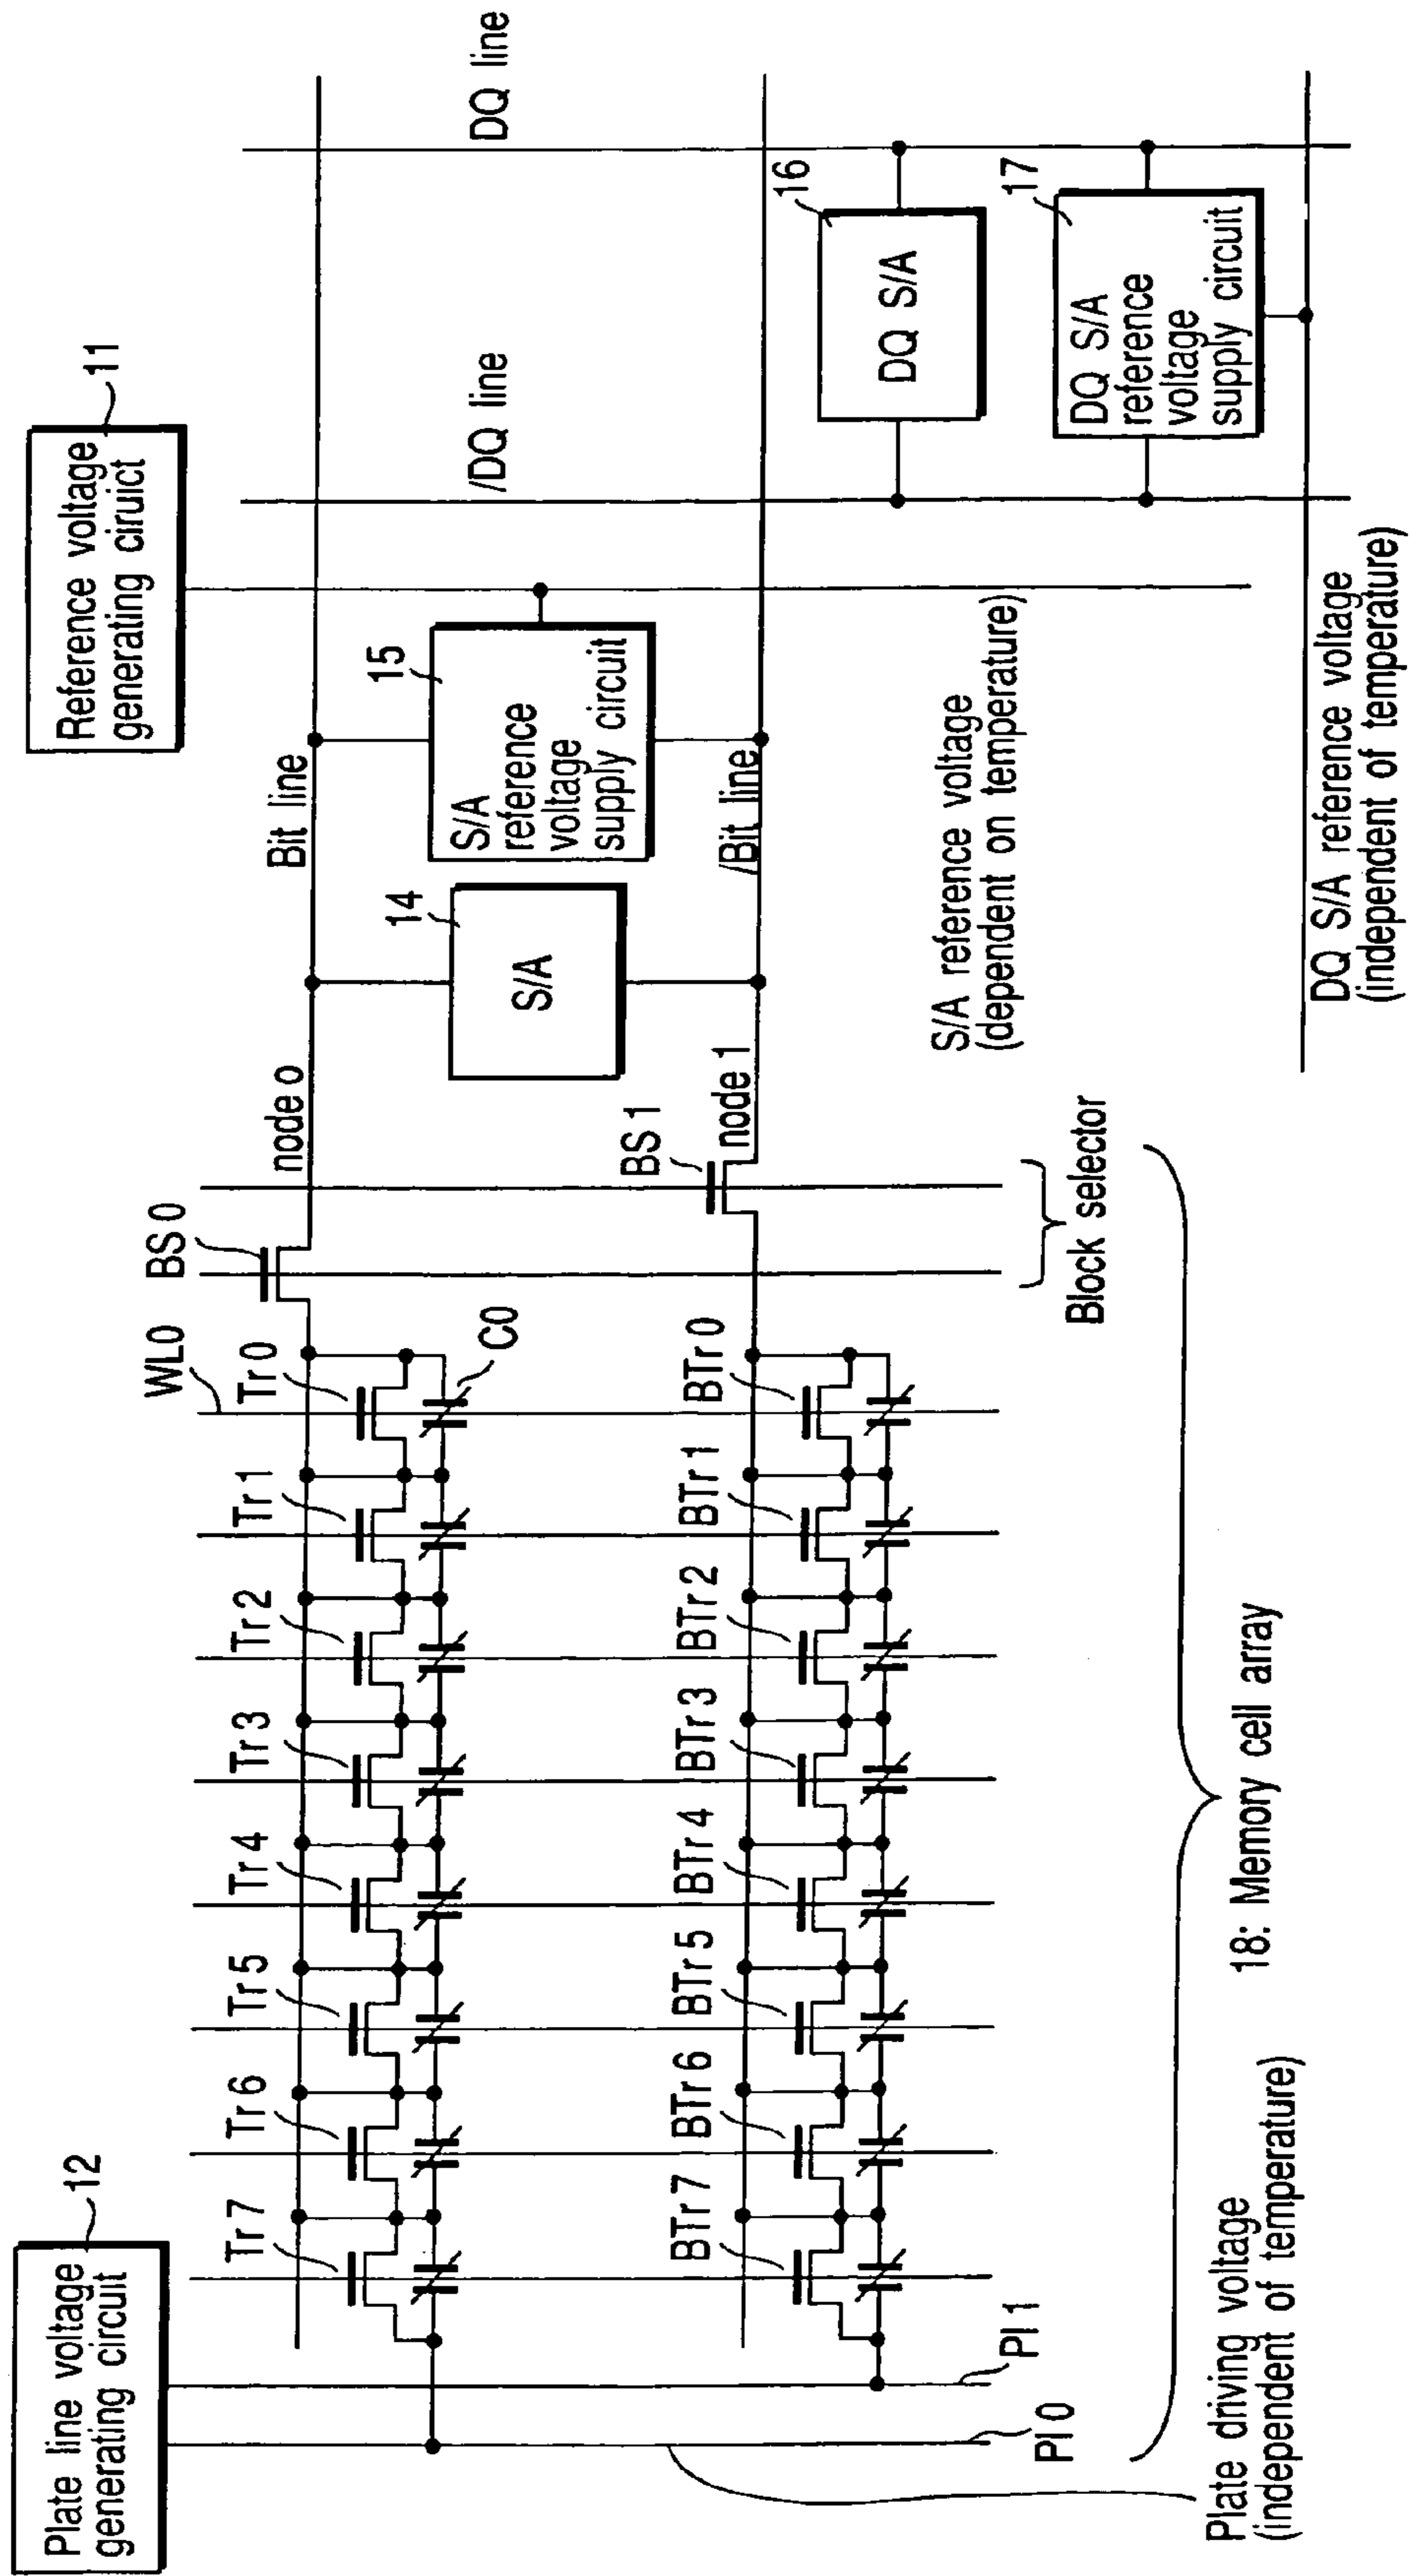 Plate line voltage
generating circuit
12
Reference voltage
generating ciruict
11
WL0
BS 0
Tr 7
Tr 6
Tr 5
Tr 4
Tr 3
Tr 2
Tr 1
Tr 0
C0
node o
Bit line
/DQ line
DQ line
14
S/A
15
S/A
reference
voltage
supply circuit
BTr 7
BTr 6
BTr 5
BTr 4
BTr 3
BTr 2
BTr 1
BTr 0
BS 1
node 1
/Bit line
16
DQ S/A
17
DQ S/A
reference
voltage
supply circuit
Pl 0
Pl 1
Block selector
S/A reference voltage
(dependent on temperature)
Plate driving voltage
(independent of temperature)
18: Memory cell array
DQ S/A reference voltage
(independent of temperature)